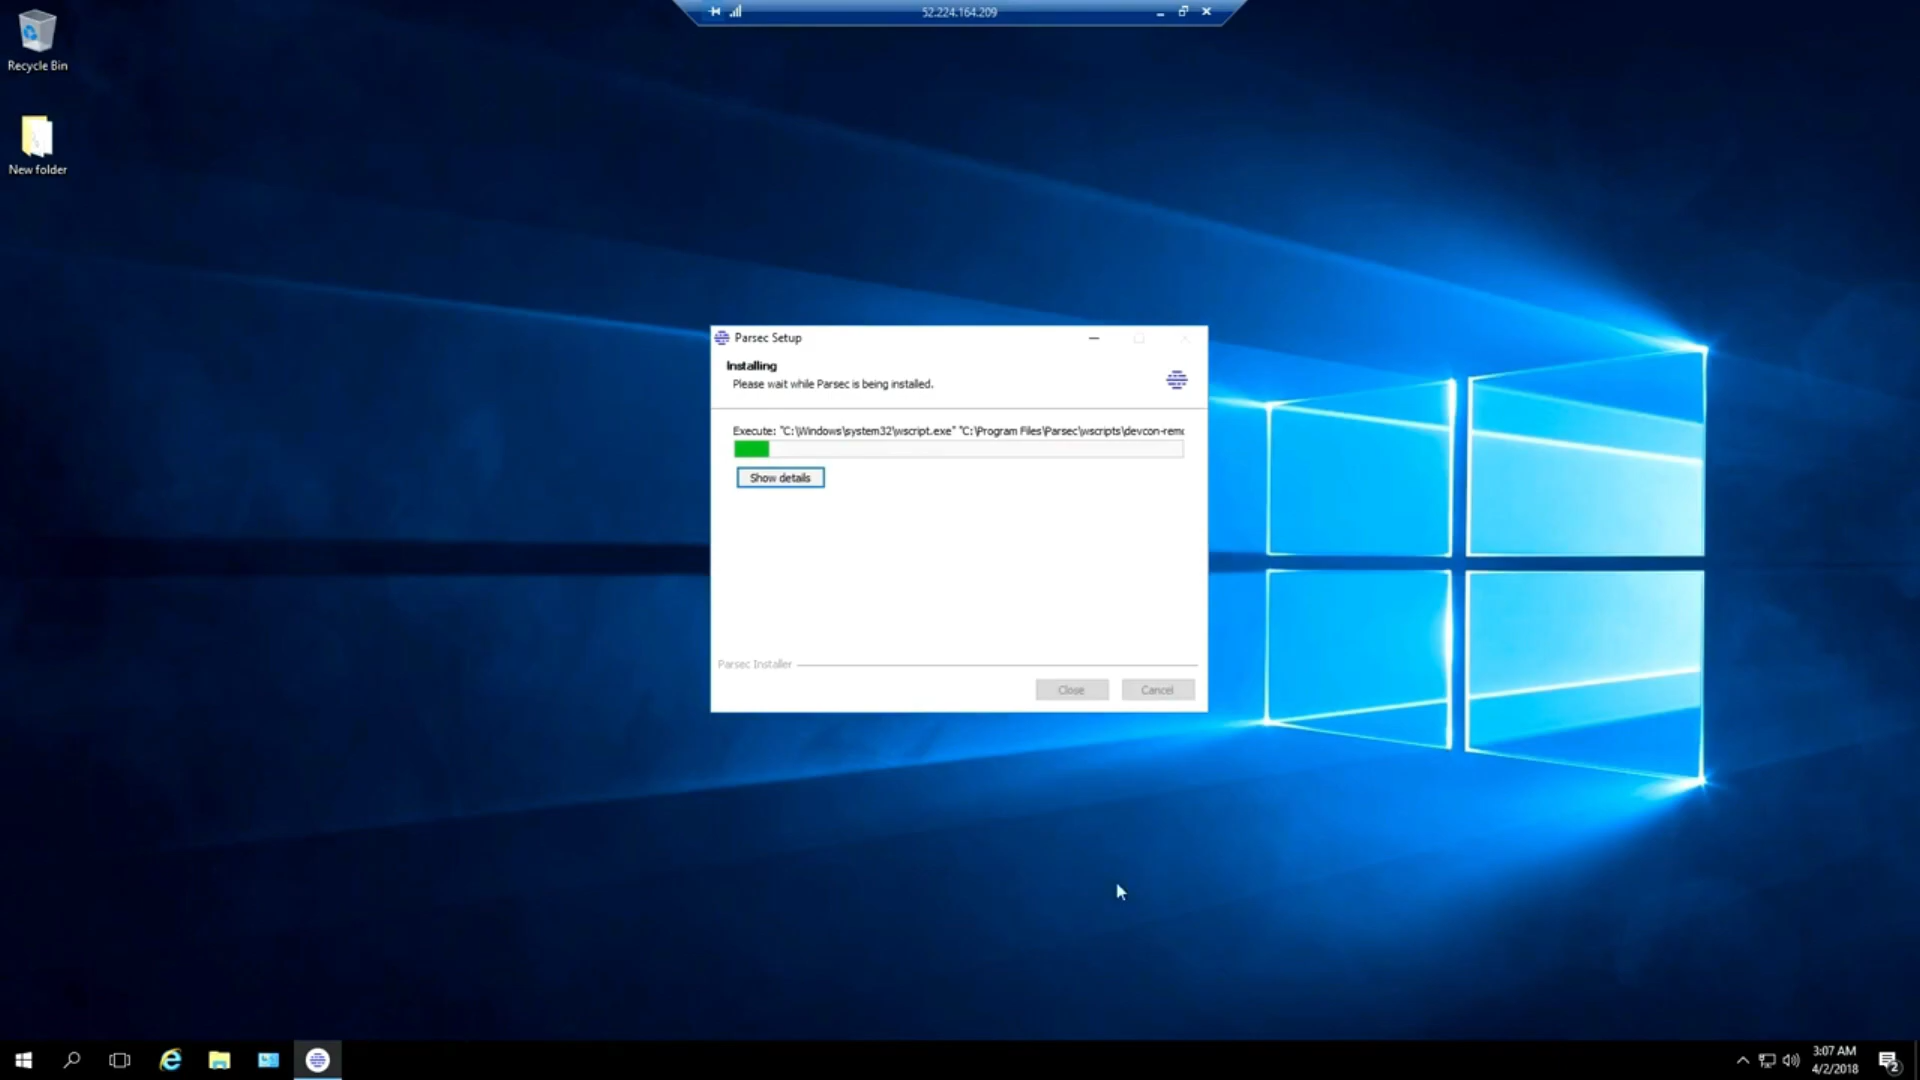 52.224.164.209
Recycle Bin
New folder
Parsec Setup
Installing
Please wait while Parsec is being installed.
Execute: "C:\Windows\system32\wscript.exe" "C:\Program Files\Parsec\wscripts\devcon-remo
Show details
Parsec Installer
Close
Cancel
3:07 AM
4/2/2018
2